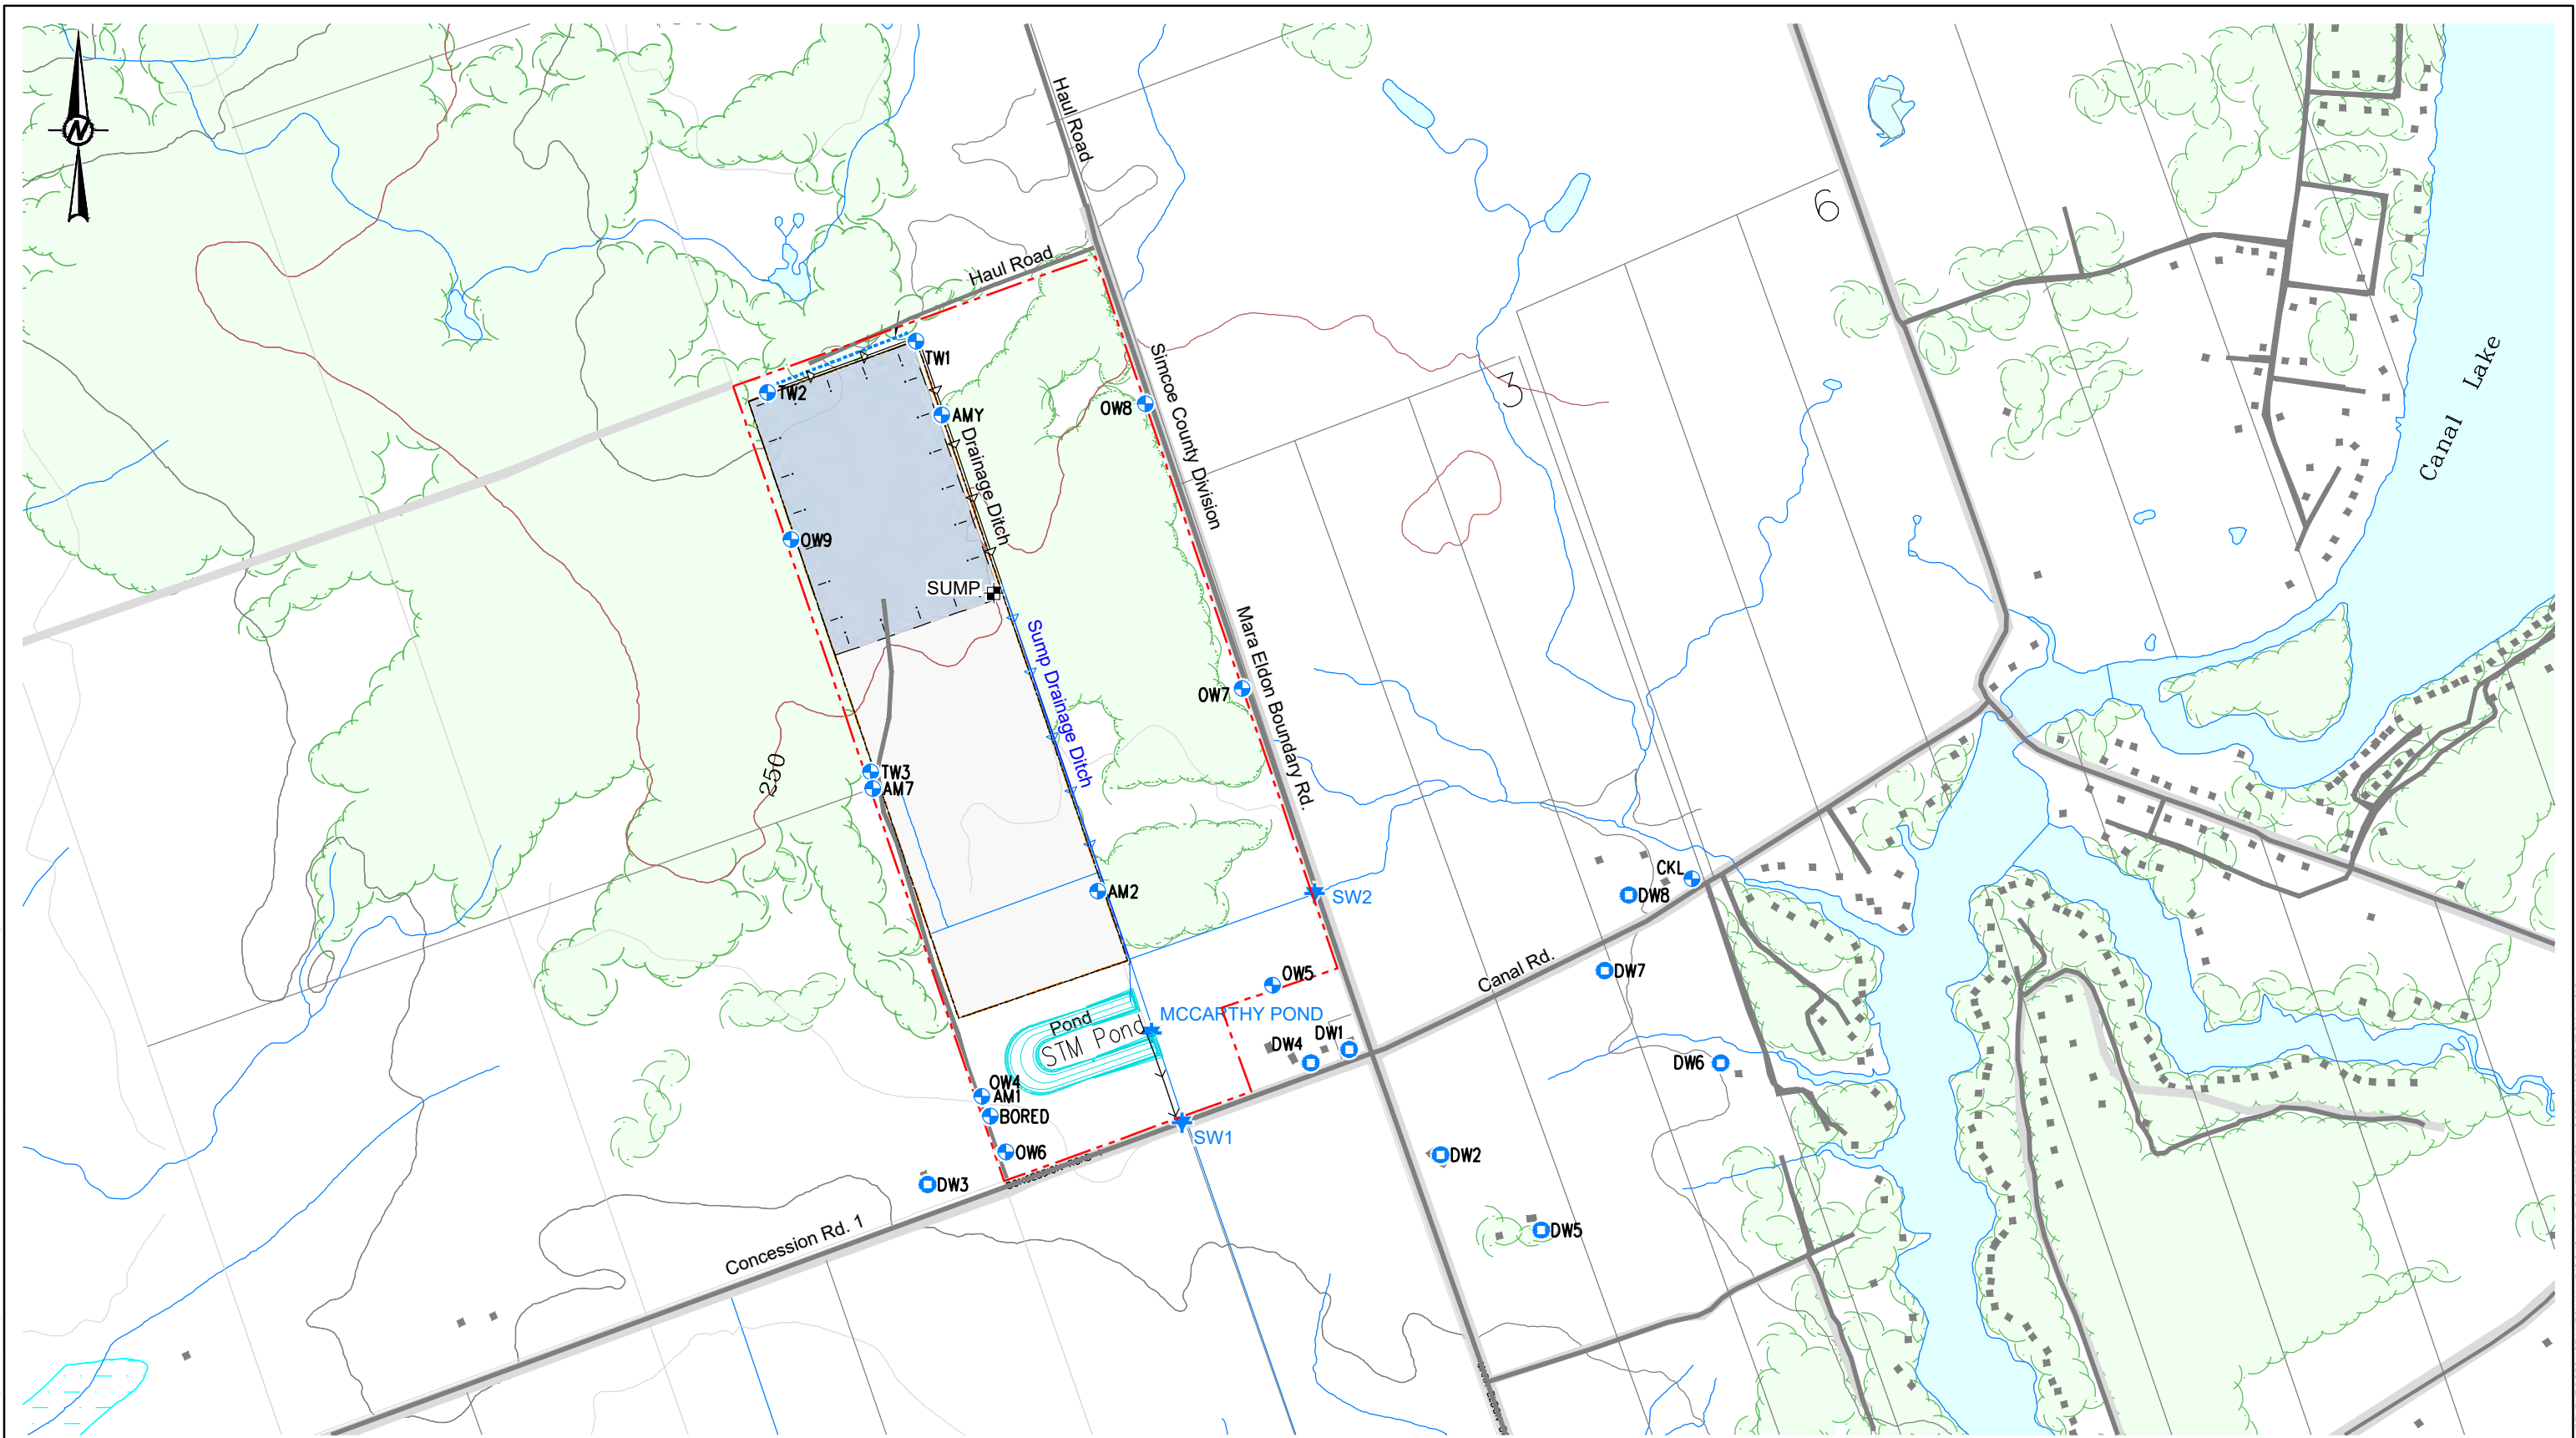 N
Haul Road
6
Haul Road
Simcoe County Division
Canal Lake
TW1
TW2
3
OW8
AMY
Drainage Ditch
OW9
SUMP
Sump Drainage Ditch
Mara Eldon Boundary Rd.
OW7
250
TW3
AM7
CKL
AM2
SW2
DW8
OW5
DW7
Canal Rd.
MCCARTHY POND
Pond
STM Pond
DW1
DW4
DW6
OW4
AM1
BORED
SW1
OW6
DW2
CONCESSION ROAD 1
DW3
DW5
Concession Rd. 1